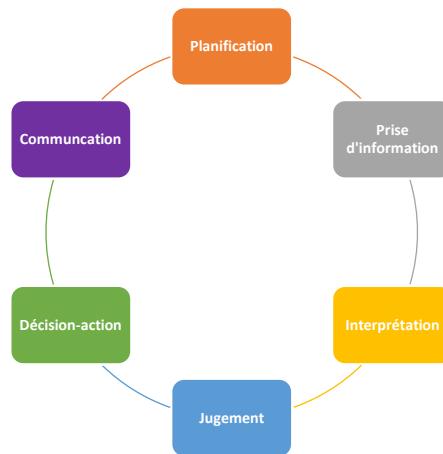 Planification
Prise
d'information
Interprétation
Jugement
Décision-action
Communcation